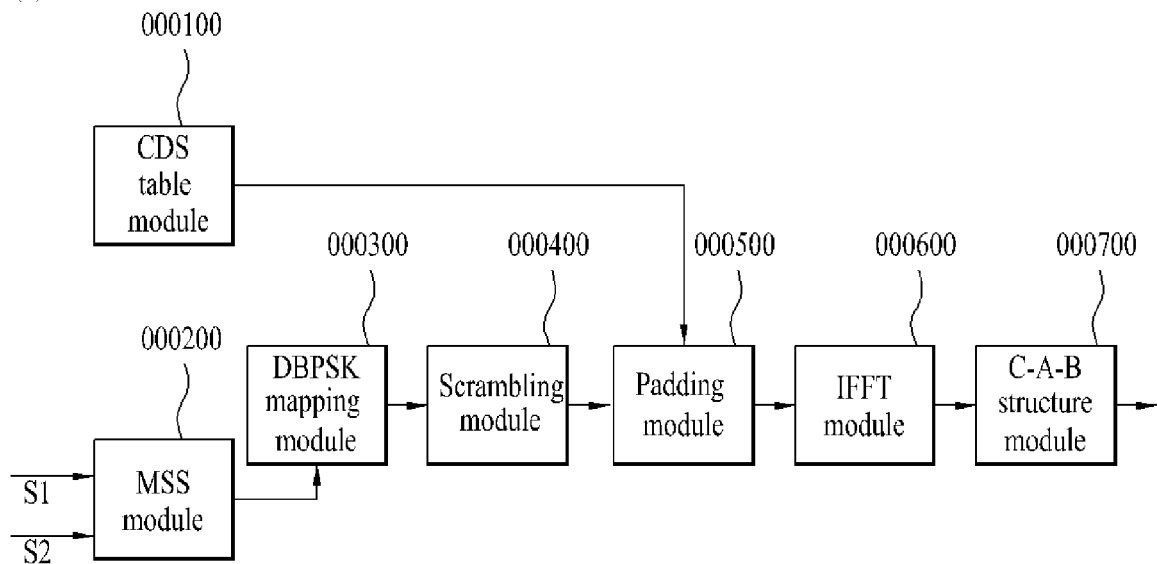 000100
CDS
table
module
000300
000400
000500
000600
000700
000200
DBPSK
mapping
module
Scrambling
module
Padding
module
IFFT
module
C-A-B
structure
module
S1
S2
MSS
module